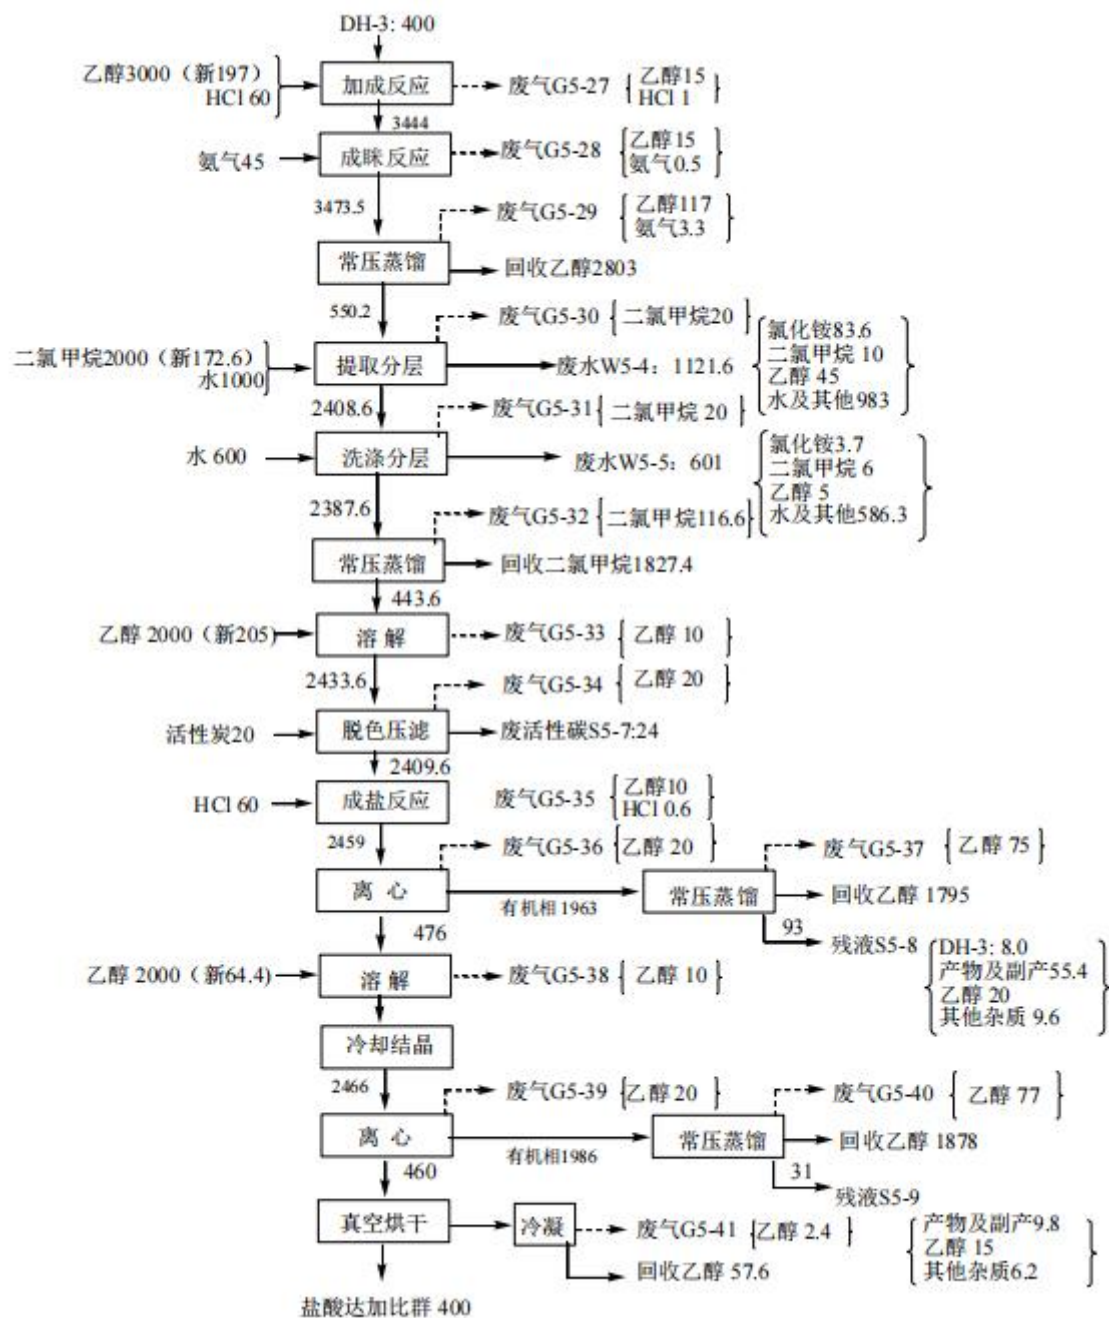 DH-3: 400
乙醇3000（新197）
HCl 60
加成反应
废气G5-27
乙醇15
HCl 1
3444
氨气45
成眯反应
废气G5-28
乙醇15
氨气0.5
3473.5
废气G5-29
乙醇117
氨气3.3
常压蒸馏
回收乙醇2803
550.2
废气G5-30
二氯甲烷20
二氯甲烷2000（新172.6）
水1000
提取分层
废水W5-4：1121.6
氯化铵83.6
二氯甲烷 10
乙醇 45
水及其他983
2408.6
废气G5-31
二氯甲烷 20
水 600
洗涤分层
废水W5-5：601
氯化铵3.7
二氯甲烷 6
乙醇 5
水及其他586.3
2387.6
废气G5-32
二氯甲烷116.6
常压蒸馏
回收二氯甲烷1827.4
443.6
乙醇 2000（新205）
溶解
废气G5-33
乙醇 10
2433.6
废气G5-34
乙醇 20
活性炭20
脱色压滤
废活性碳S5-7:24
2409.6
HCl 60
成盐反应
废气G5-35
乙醇10
HCl 0.6
2459
废气G5-36
乙醇 20
废气G5-37
乙醇 75
离 心
有机相 1963
常压蒸馏
回收乙醇 1795
476
93
残液S5-8
DH-3: 8.0
产物及副产55.4
乙醇 20
其他杂质 9.6
乙醇 2000（新64.4）
溶解
废气G5-38
乙醇 10
冷却结晶
2466
废气G5-39
乙醇 20
废气G5-40
乙醇 77
离 心
有机相1986
常压蒸馏
回收乙醇 1878
460
31
残液S5-9
产物及副产9.8
乙醇 15
其他杂质6.2
真空烘干
冷凝
废气G5-41
乙醇 2.4
回收乙醇 57.6
盐酸达加比群 400